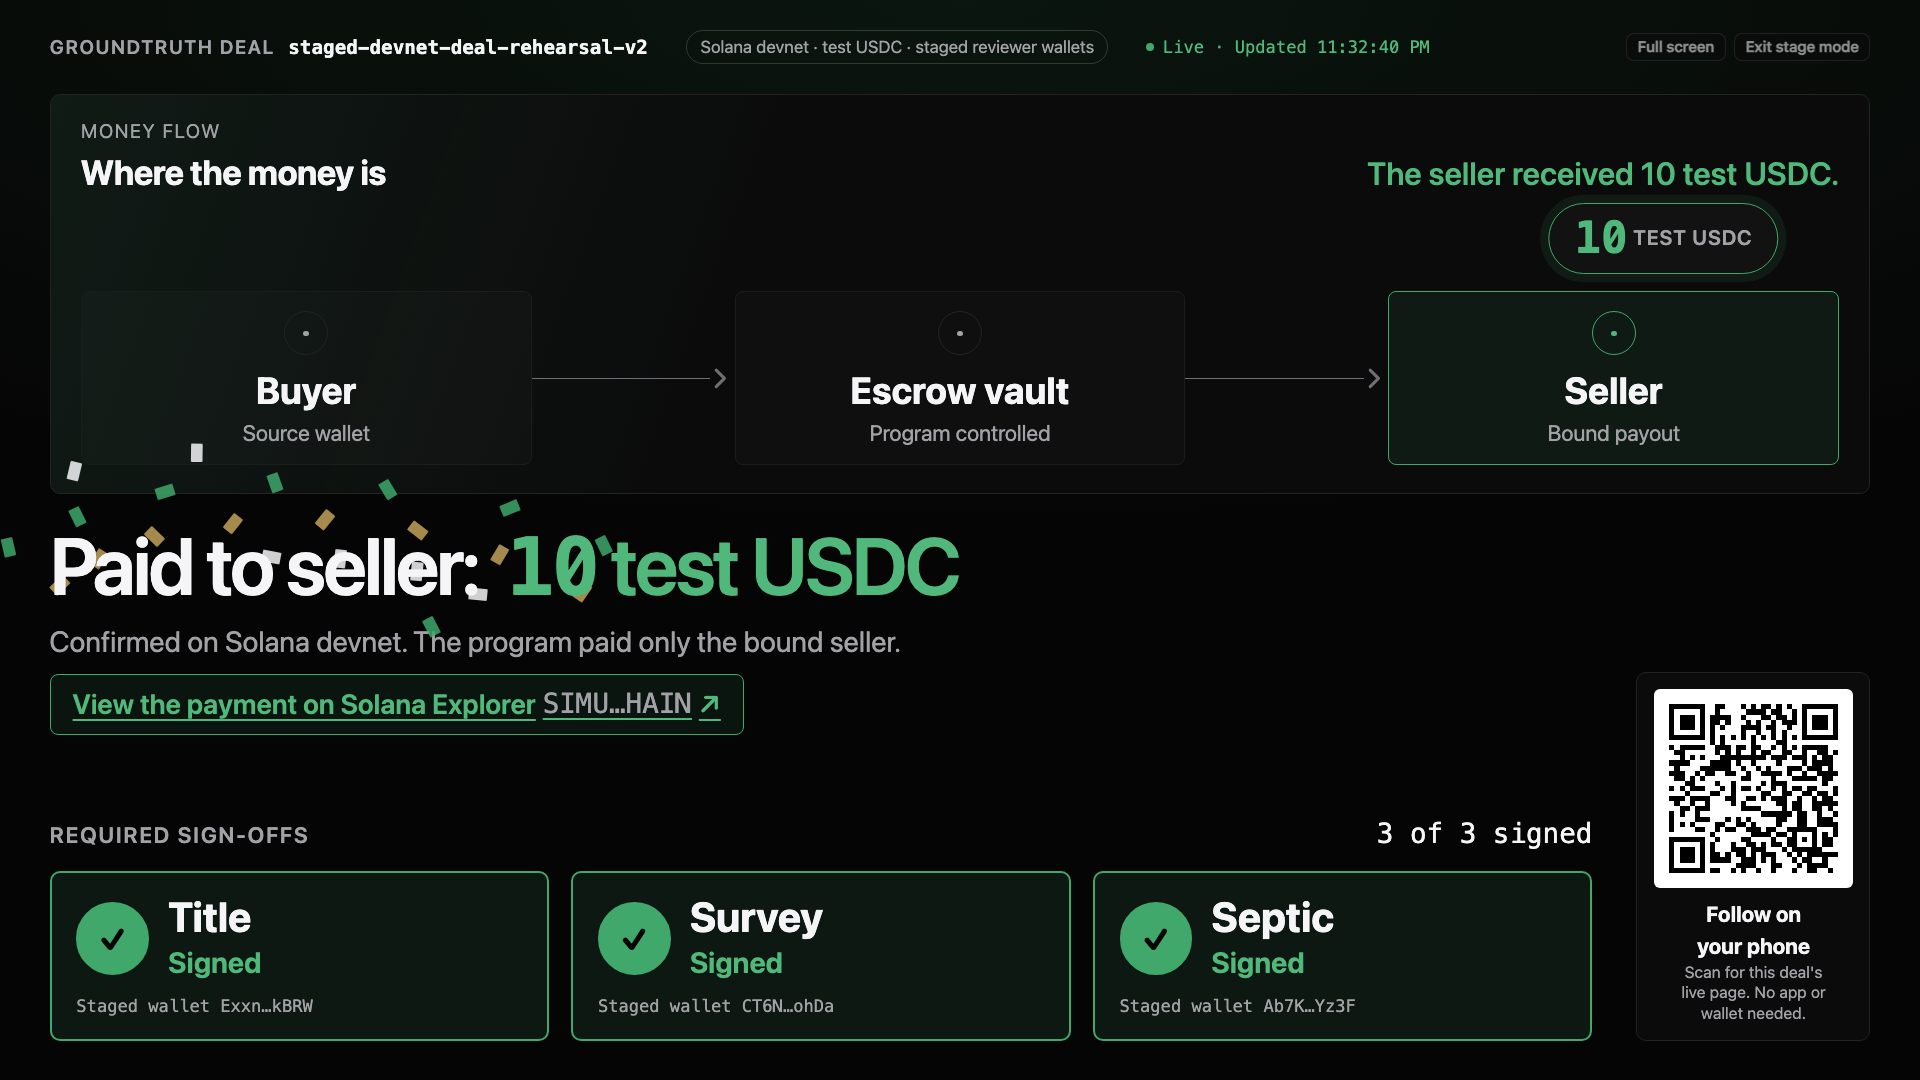 GROUNDTRUTH DEAL staged-devnet-deal-rehearsal-v2
Solana devnet · test USDC · staged reviewer wallets
Live · Updated 11:32:40 PM
Full screen
Exit stage mode
MONEY FLOW
Where the money is
The seller received 10 test USDC.
10 TEST USDC
Buyer
Source wallet
Escrow vault
Program controlled
Seller
Bound payout
Paid to seller: 10 test USDC
Confirmed on Solana devnet. The program paid only the bound seller.
View the payment on Solana Explorer SIMU…HAIN ↗
REQUIRED SIGN-OFFS
3 of 3 signed
Title
Signed
Staged wallet Exxn…kBRW
Survey
Signed
Staged wallet CT6N…ohDa
Septic
Signed
Staged wallet Ab7K…Yz3F
Follow on
your phone
Scan for this deal's
live page. No app or
wallet needed.